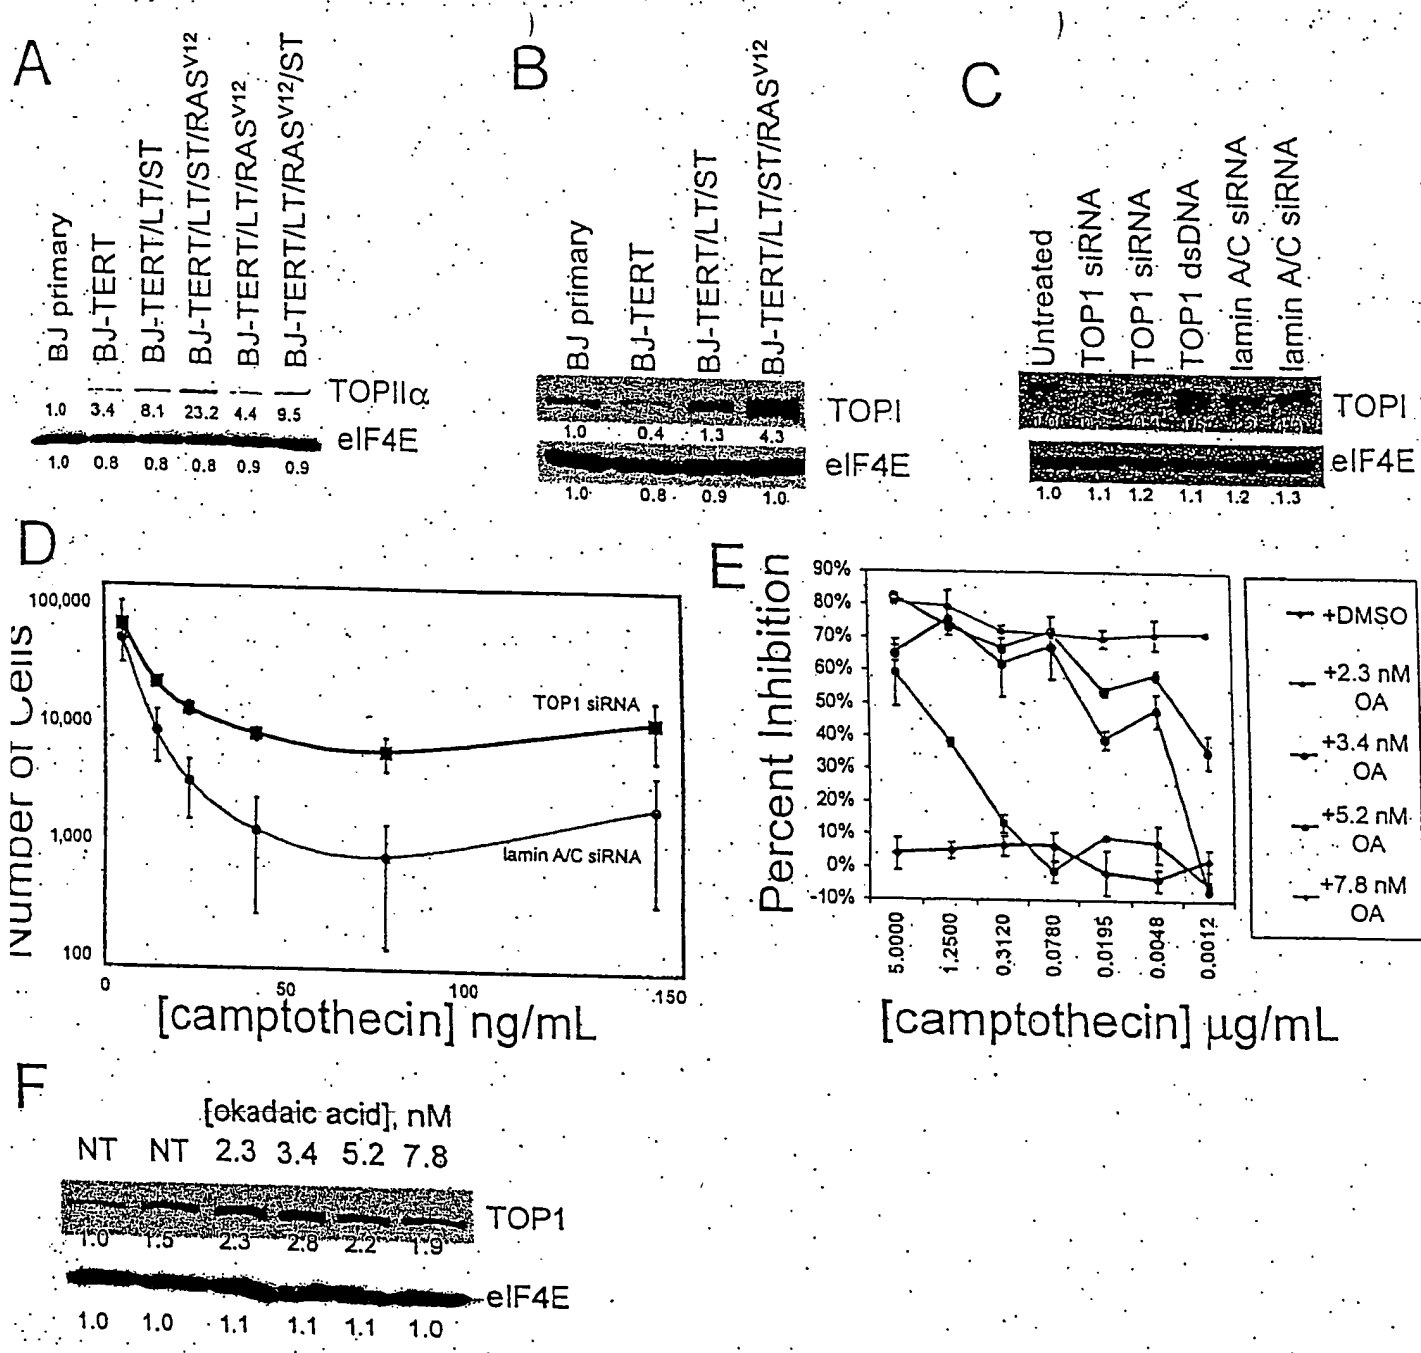 A
BJ primary
BJ-TERT
BJ-TERT/LT/ST
BJ-TERT/LT/ST/RASV12
BJ-TERT/LT/RASV12
BJ-TERT/LT/RASV12/ST
TOPIIα
1.0 3.4 8.1 23.2 4.4 9.5
eIF4E
1.0 0.8 0.8 0.8 0.9 0.9
B
BJ primary
BJ-TERT
BJ-TERT/LT/ST
BJ-TERT/LT/ST/RASV12
TOPI
1.0 0.4 1.3 4.3
eIF4E
1.0 0.8 0.9 1.0
C
Untreated
TOP1 siRNA
TOP1 siRNA
TOP1 dsDNA
lamin A/C siRNA
lamin A/C siRNA
TOPI
eIF4E
1.0 1.1 1.2 1.1 1.2 1.3
D
Number of Cells
100,000
10,000
1,000
100
TOP1 siRNA
lamin A/C siRNA
0 50 100 150
[camptothecin] ng/mL
E
Percent Inhibition
90%
80%
70%
60%
50%
40%
30%
20%
10%
0%
-10%
5.0000
1.2500
0.3120
0.0780
0.0195
0.0048
0.0012
[camptothecin] μg/mL
+DMSO
+2.3 nM
OA
+3.4 nM
OA
+5.2 nM
OA
+7.8 nM
OA
F
[okadaic acid], nM
NT NT 2.3 3.4 5.2 7.8
TOP1
1.0 1.5 2.3 2.8 2.2 1.9
eIF4E
1.0 1.0 1.1 1.1 1.1 1.0